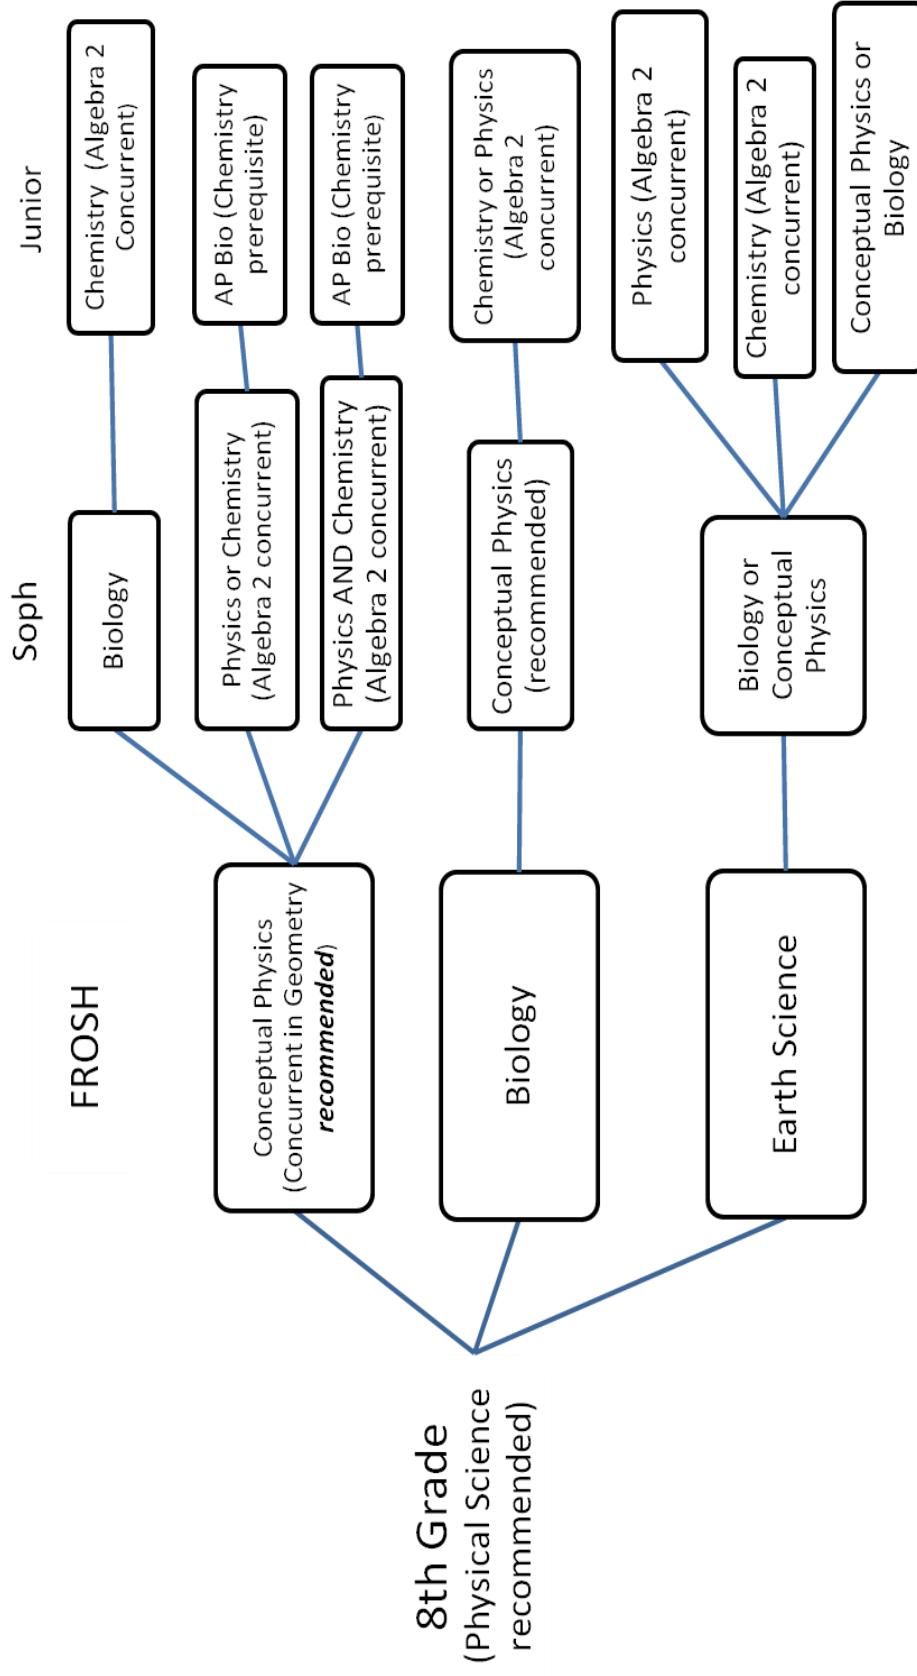 FROSH
Soph
Junior
8th Grade
(Physical Science
recommended)
Conceptual Physics
(Concurrent in Geometry
recommended)
Biology
Earth Science
Biology
Physics or Chemistry
(Algebra 2 concurrent)
Physics AND Chemistry
(Algebra 2 concurrent)
Conceptual Physics
(recommended)
Biology or
Conceptual
Physics
Chemistry (Algebra 2
Concurrent)
AP Bio (Chemistry
prerequisite)
AP Bio (Chemistry
prerequisite)
Chemistry or Physics
(Algebra 2
concurrent)
Physics (Algebra 2
concurrent)
Chemistry (Algebra 2
concurrent)
Conceptual Physics or
Biology